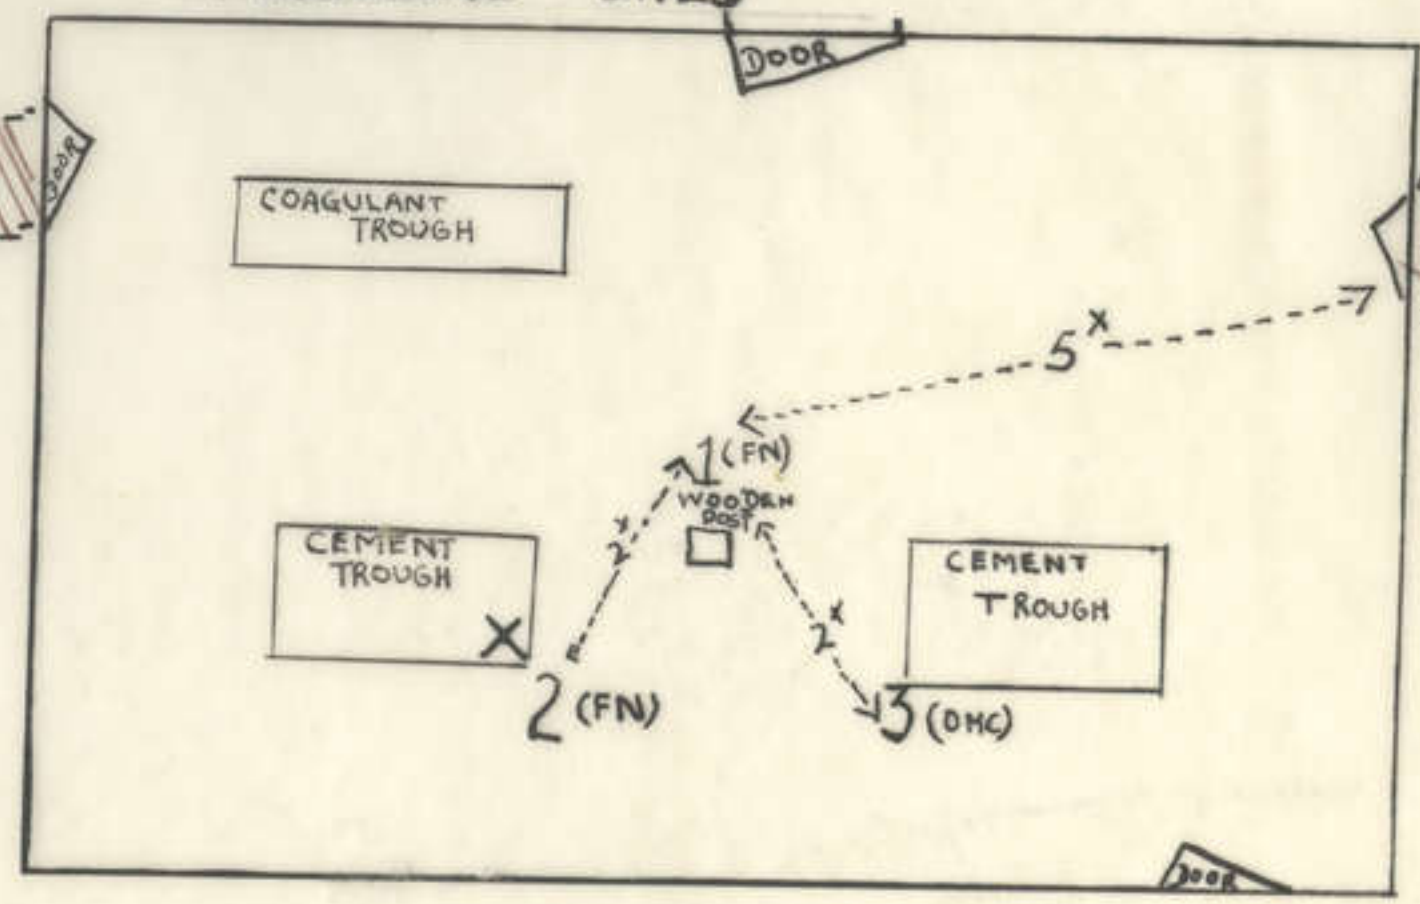 DOOR
DOOR
COAGULANT
TROUGH
5 X
1 (FN)
WOODEN
POST
2 X
CEMENT
TROUGH
X
2 X
CEMENT
TROUGH
2 (FN)
3 (DMC)
DOOR